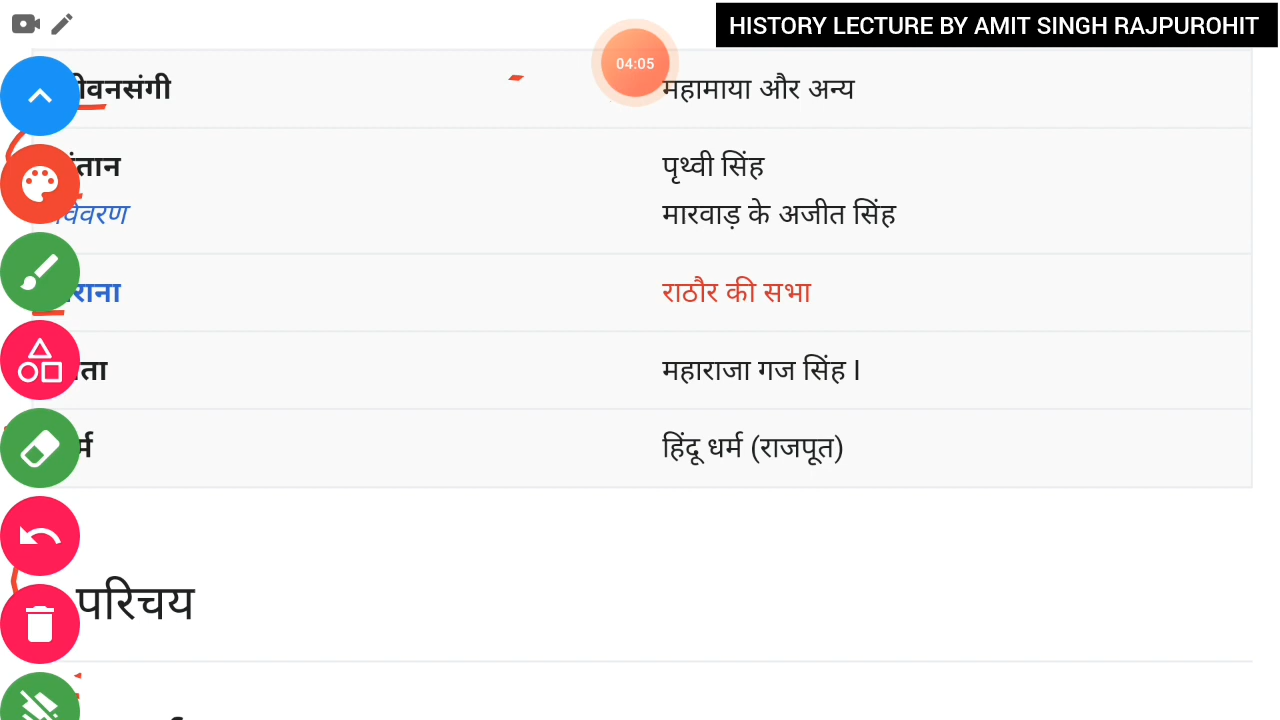 HISTORY LECTURE BY AMIT SINGH RAJPUROHIT
04:05
महामाया और अन्य
पृथ्वी सिंह
विवरण मारवाड़ के अजीत सिंह
राठौर की सभा
महाराजा गज सिंह I
हिंदू धर्म (राजपूत)
परिचय